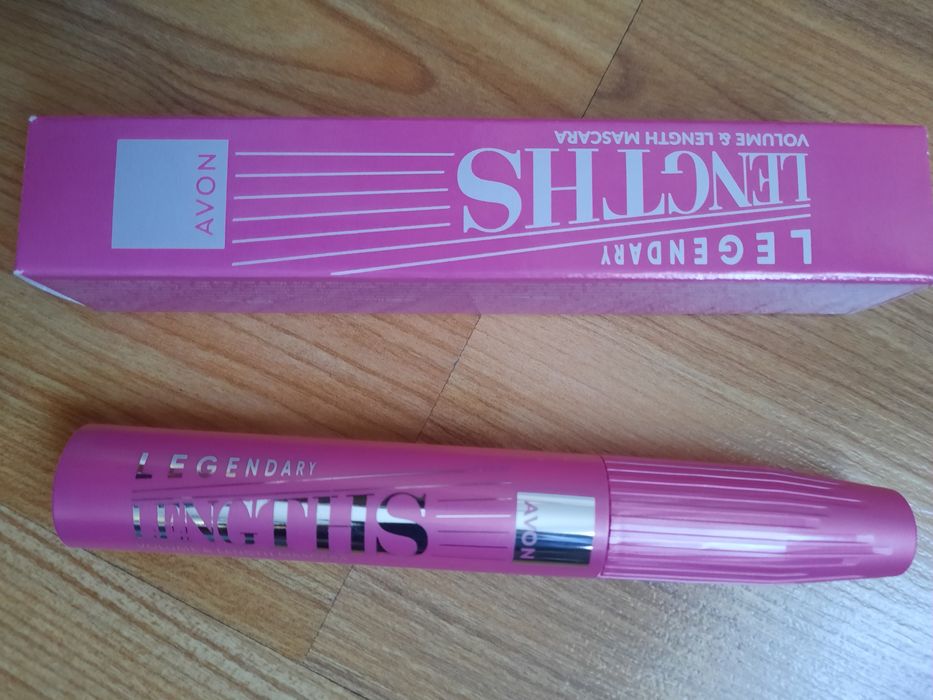 LEGENDARY
LENGTHS
VOLUME & LENGTH MASCARA
AVON
LEGENDARY
LENGTHS
AVON